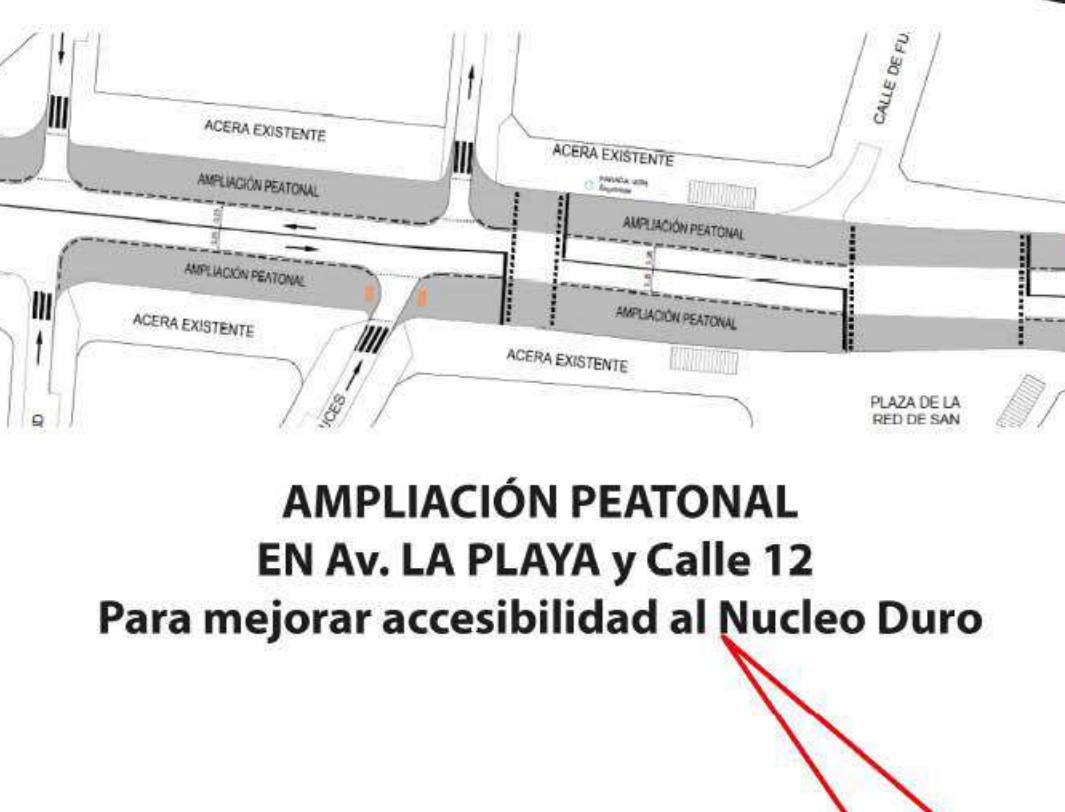 CALLE DE FU
ACERA EXISTENTE
ACERA EXISTENTE
AMPLIACIÓN PEATONAL
AMPLIACIÓN PEATONAL
AMPLIACIÓN PEATONAL
AMPLIACIÓN PEATONAL
ACERA EXISTENTE
ACERA EXISTENTE
UCES
PLAZA DE LA
RED DE SAN
AMPLIACIÓN PEATONAL
EN Av. LA PLAYA y Calle 12
Para mejorar accesibilidad al Nucleo Duro